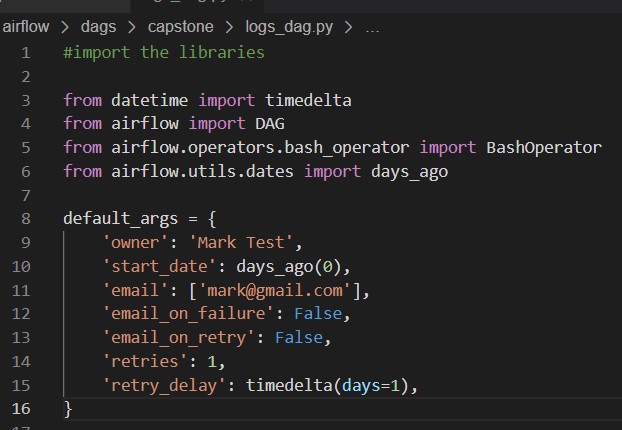 airflow > dags > capstone > logs_dag.py > ...
1 #import the libraries
2
3 from datetime import timedelta
4 from airflow import DAG
5 from airflow.operators.bash_operator import BashOperator
6 from airflow.utils.dates import days_ago
7
8 default_args = {
9     'owner': 'Mark Test',
10     'start_date': days_ago(0),
11     'email': ['mark@gmail.com'],
12     'email_on_failure': False,
13     'email_on_retry': False,
14     'retries': 1,
15     'retry_delay': timedelta(days=1),
16 }